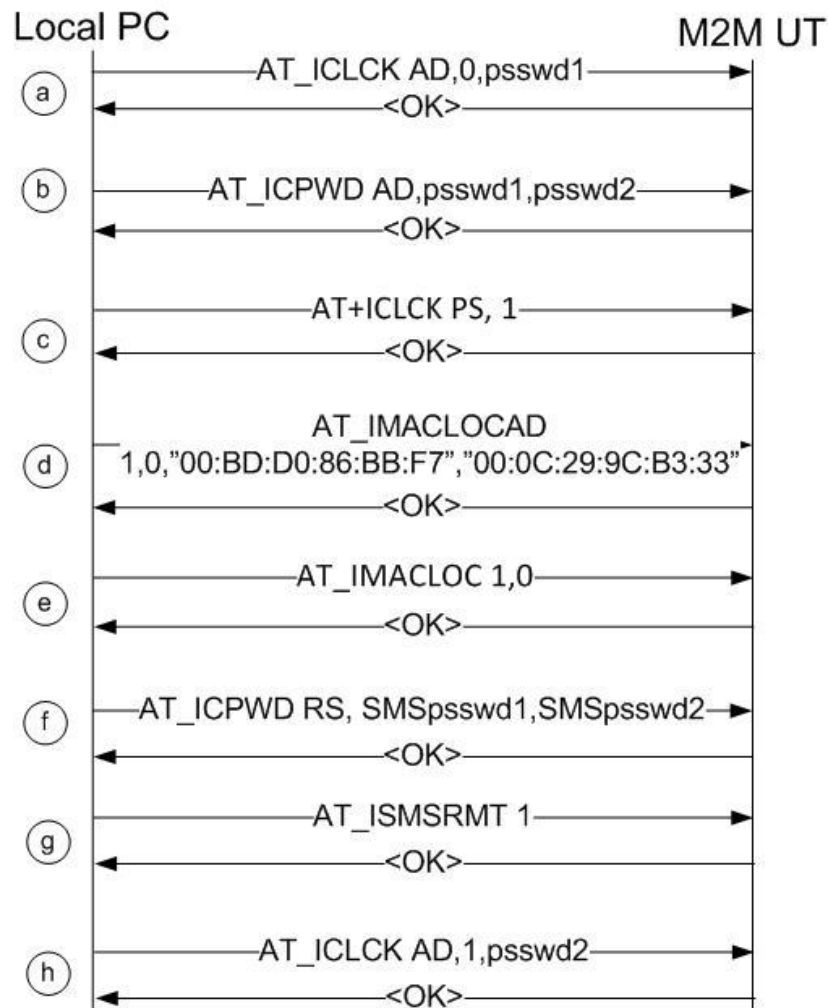 Local PC
M2M UT
a
AT_ICLCK AD,0,psswd1
<OK>
b
AT_ICPWD AD,psswd1,psswd2
<OK>
c
AT+ICLCK PS, 1
<OK>
d
AT_IMACLOCAD
1,0,”00:BD:D0:86:BB:F7”,”00:0C:29:9C:B3:33”
<OK>
e
AT_IMACLOC 1,0
<OK>
f
AT_ICPWD RS, SMSpsswd1,SMSpsswd2
<OK>
g
AT_ISMSRMT 1
<OK>
h
AT_ICLCK AD,1,psswd2
<OK>